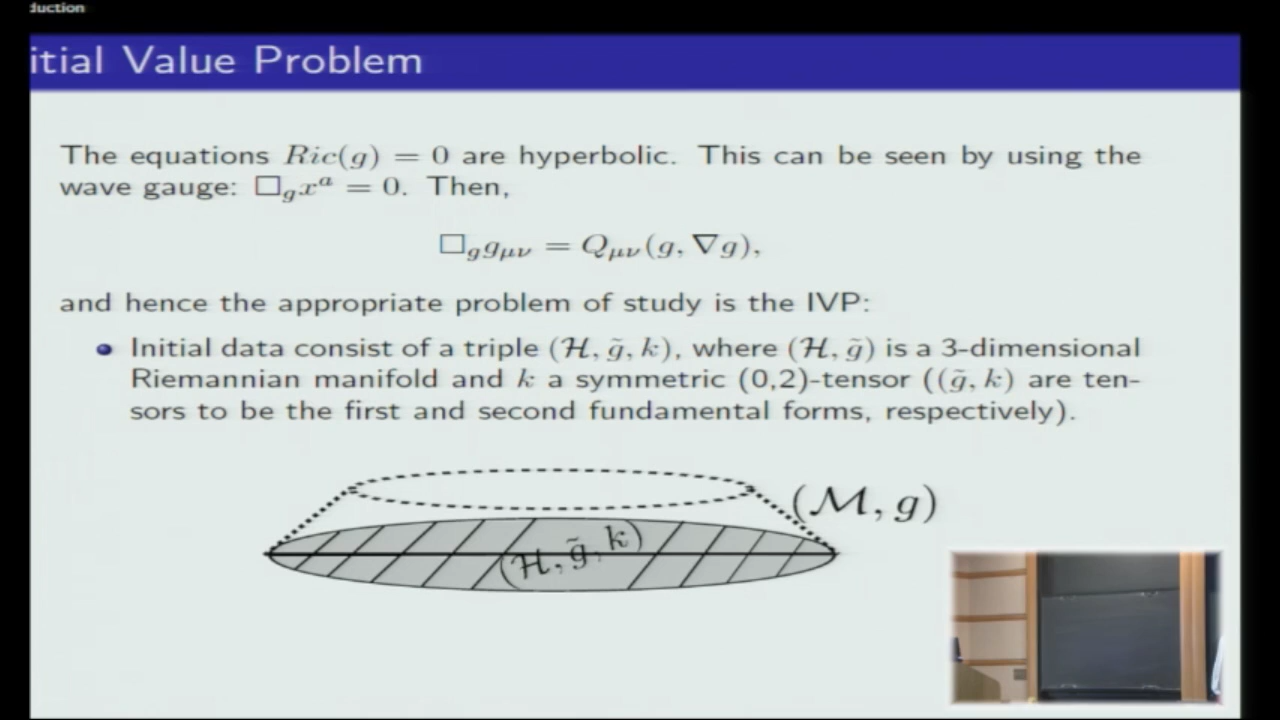 duction
itial Value Problem
The equations Ric(g) = 0 are hyperbolic. This can be seen by using the
wave gauge: □_g x^a = 0. Then,
□_g g_μν = Q_μν(g, ∇g),
and hence the appropriate problem of study is the IVP:
Initial data consist of a triple (ℋ, g̃, k), where (ℋ, g̃) is a 3-dimensional
Riemannian manifold and k a symmetric (0,2)-tensor ((g̃, k) are ten-
sors to be the first and second fundamental forms, respectively).
(ℳ, g)
(ℋ, g̃, k)